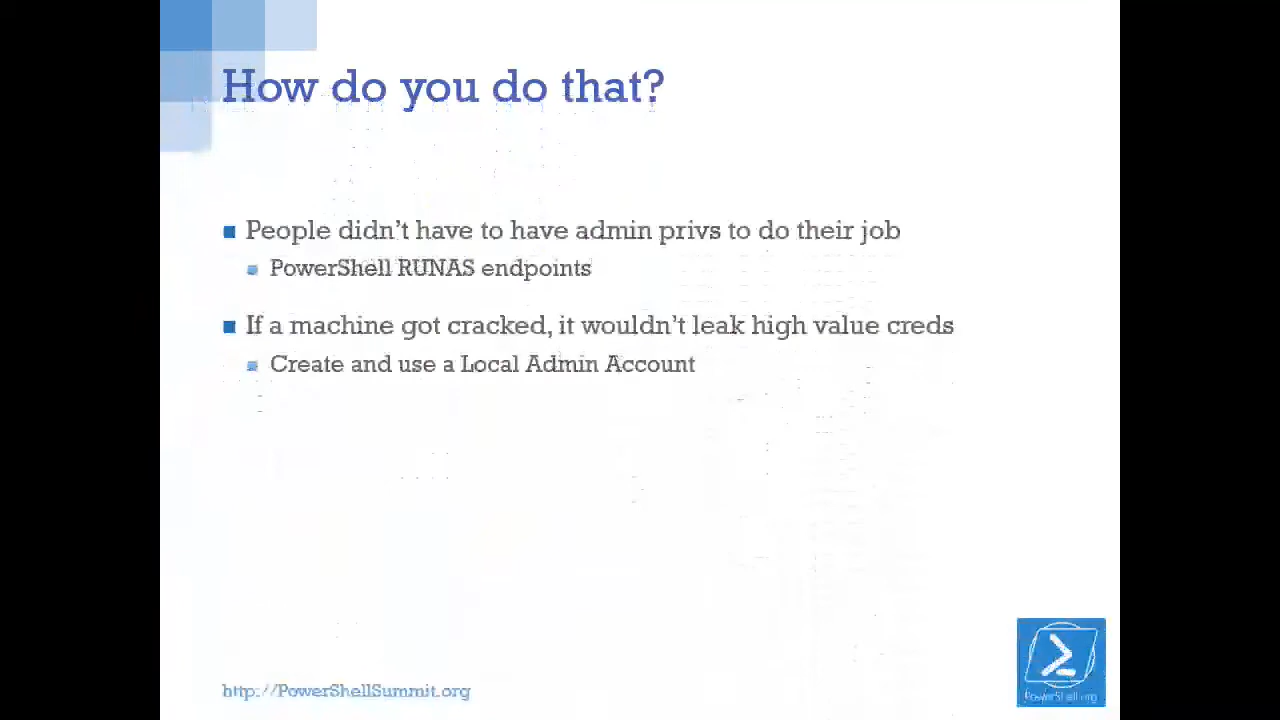 How do you do that?
People didn't have to have admin privs to do their job
PowerShell RUNAS endpoints
If a machine got cracked, it wouldn't leak high value creds
Create and use a Local Admin Account
http://PowerShellSummit.org
PowerShell.org